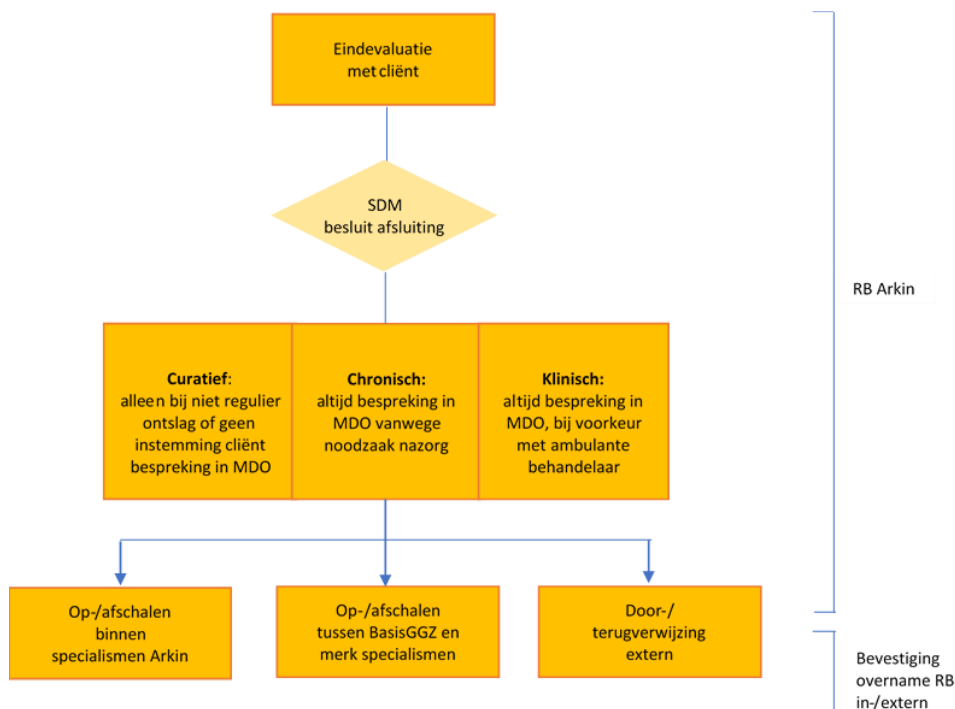 Eindevaluatie
met cliënt
SDM
besluit afsluiting
RB Arkin
Curatief:
alleen bij niet regulier
ontslag of geen
instemming cliënt
bespreking in MDO
Chronisch:
altijd bespreking in
MDO vanwege
noodzaak nazorg
Klinisch:
altijd bespreking in
MDO, bij voorkeur
met ambulante
behandelaar
Op-/afschalen
binnen
specialismen Arkin
Op-/afschalen
tussen BasisGGZ en
merk specialismen
Door-/
terugverwijzing
extern
Bevestiging
overname RB
in-/extern